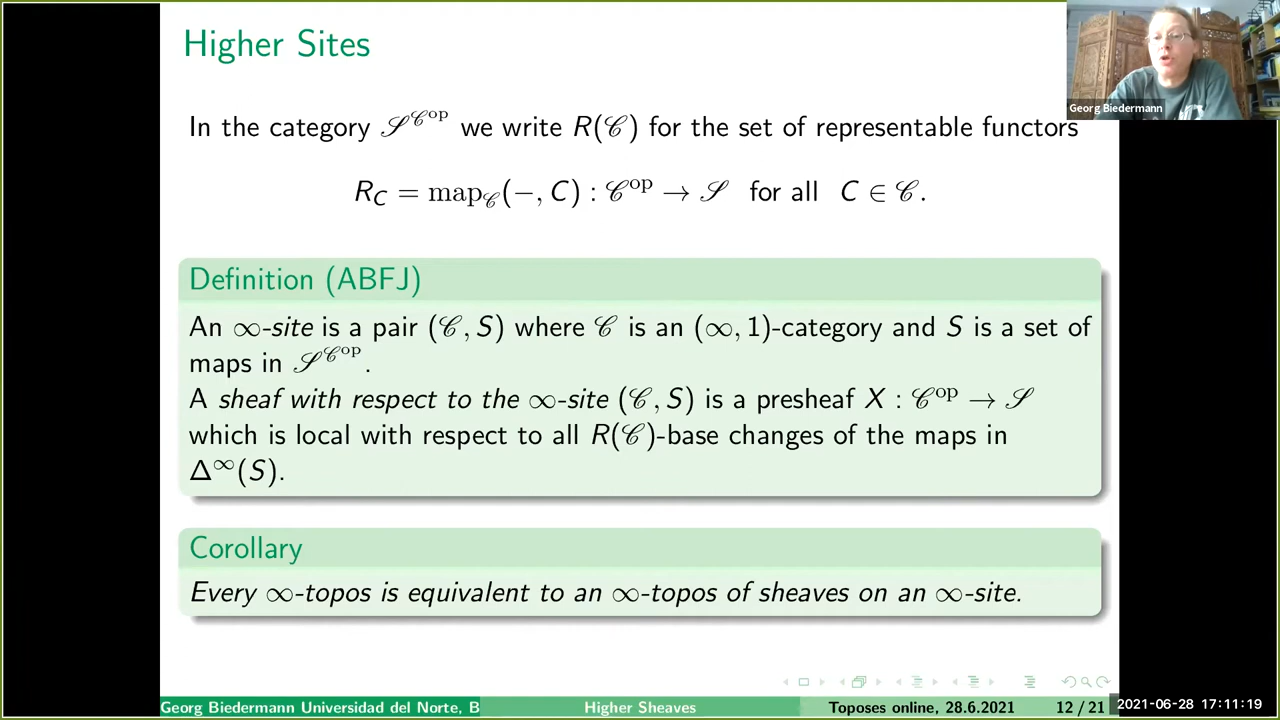 Higher Sites
Georg Biedermann
In the category 𝒮^{𝒞^op} we write R(𝒞) for the set of representable functors
R_C = map_𝒞(−, C) : 𝒞^op → 𝒮 for all C ∈ 𝒞.
Definition (ABFJ)
An ∞-site is a pair (𝒞, S) where 𝒞 is an (∞, 1)-category and S is a set of
maps in 𝒮^{𝒞^op}.
A sheaf with respect to the ∞-site (𝒞, S) is a presheaf X : 𝒞^op → 𝒮
which is local with respect to all R(𝒞)-base changes of the maps in
Δ^∞(S).
Corollary
Every ∞-topos is equivalent to an ∞-topos of sheaves on an ∞-site.
Georg Biedermann Universidad del Norte, B Higher Sheaves Toposes online, 28.6.2021 12 / 21
2021-06-28 17:11:19